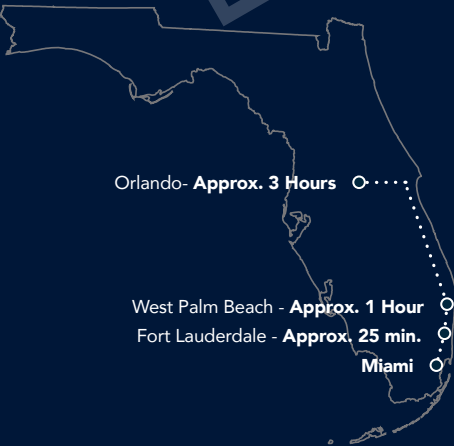 Orlando- Approx. 3 Hours
West Palm Beach - Approx. 1 Hour
Fort Lauderdale - Approx. 25 min.
Miami